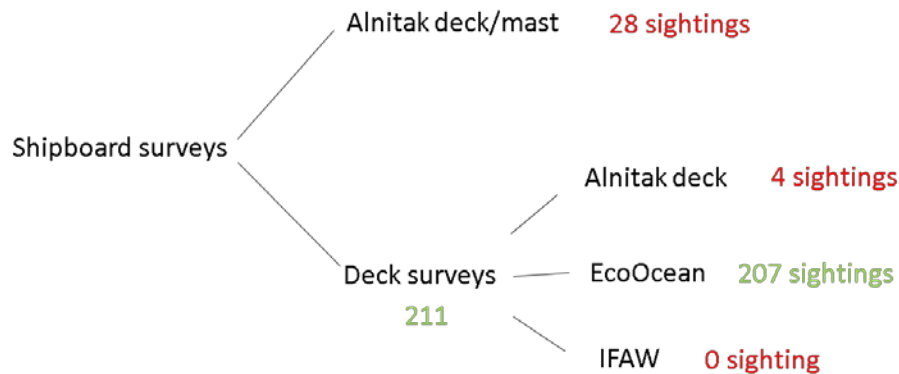 Alnitak deck/mast 28 sightings
Shipboard surveys
Alnitak deck 4 sightings
Deck surveys
211
EcoOcean 207 sightings
IFAW 0 sighting